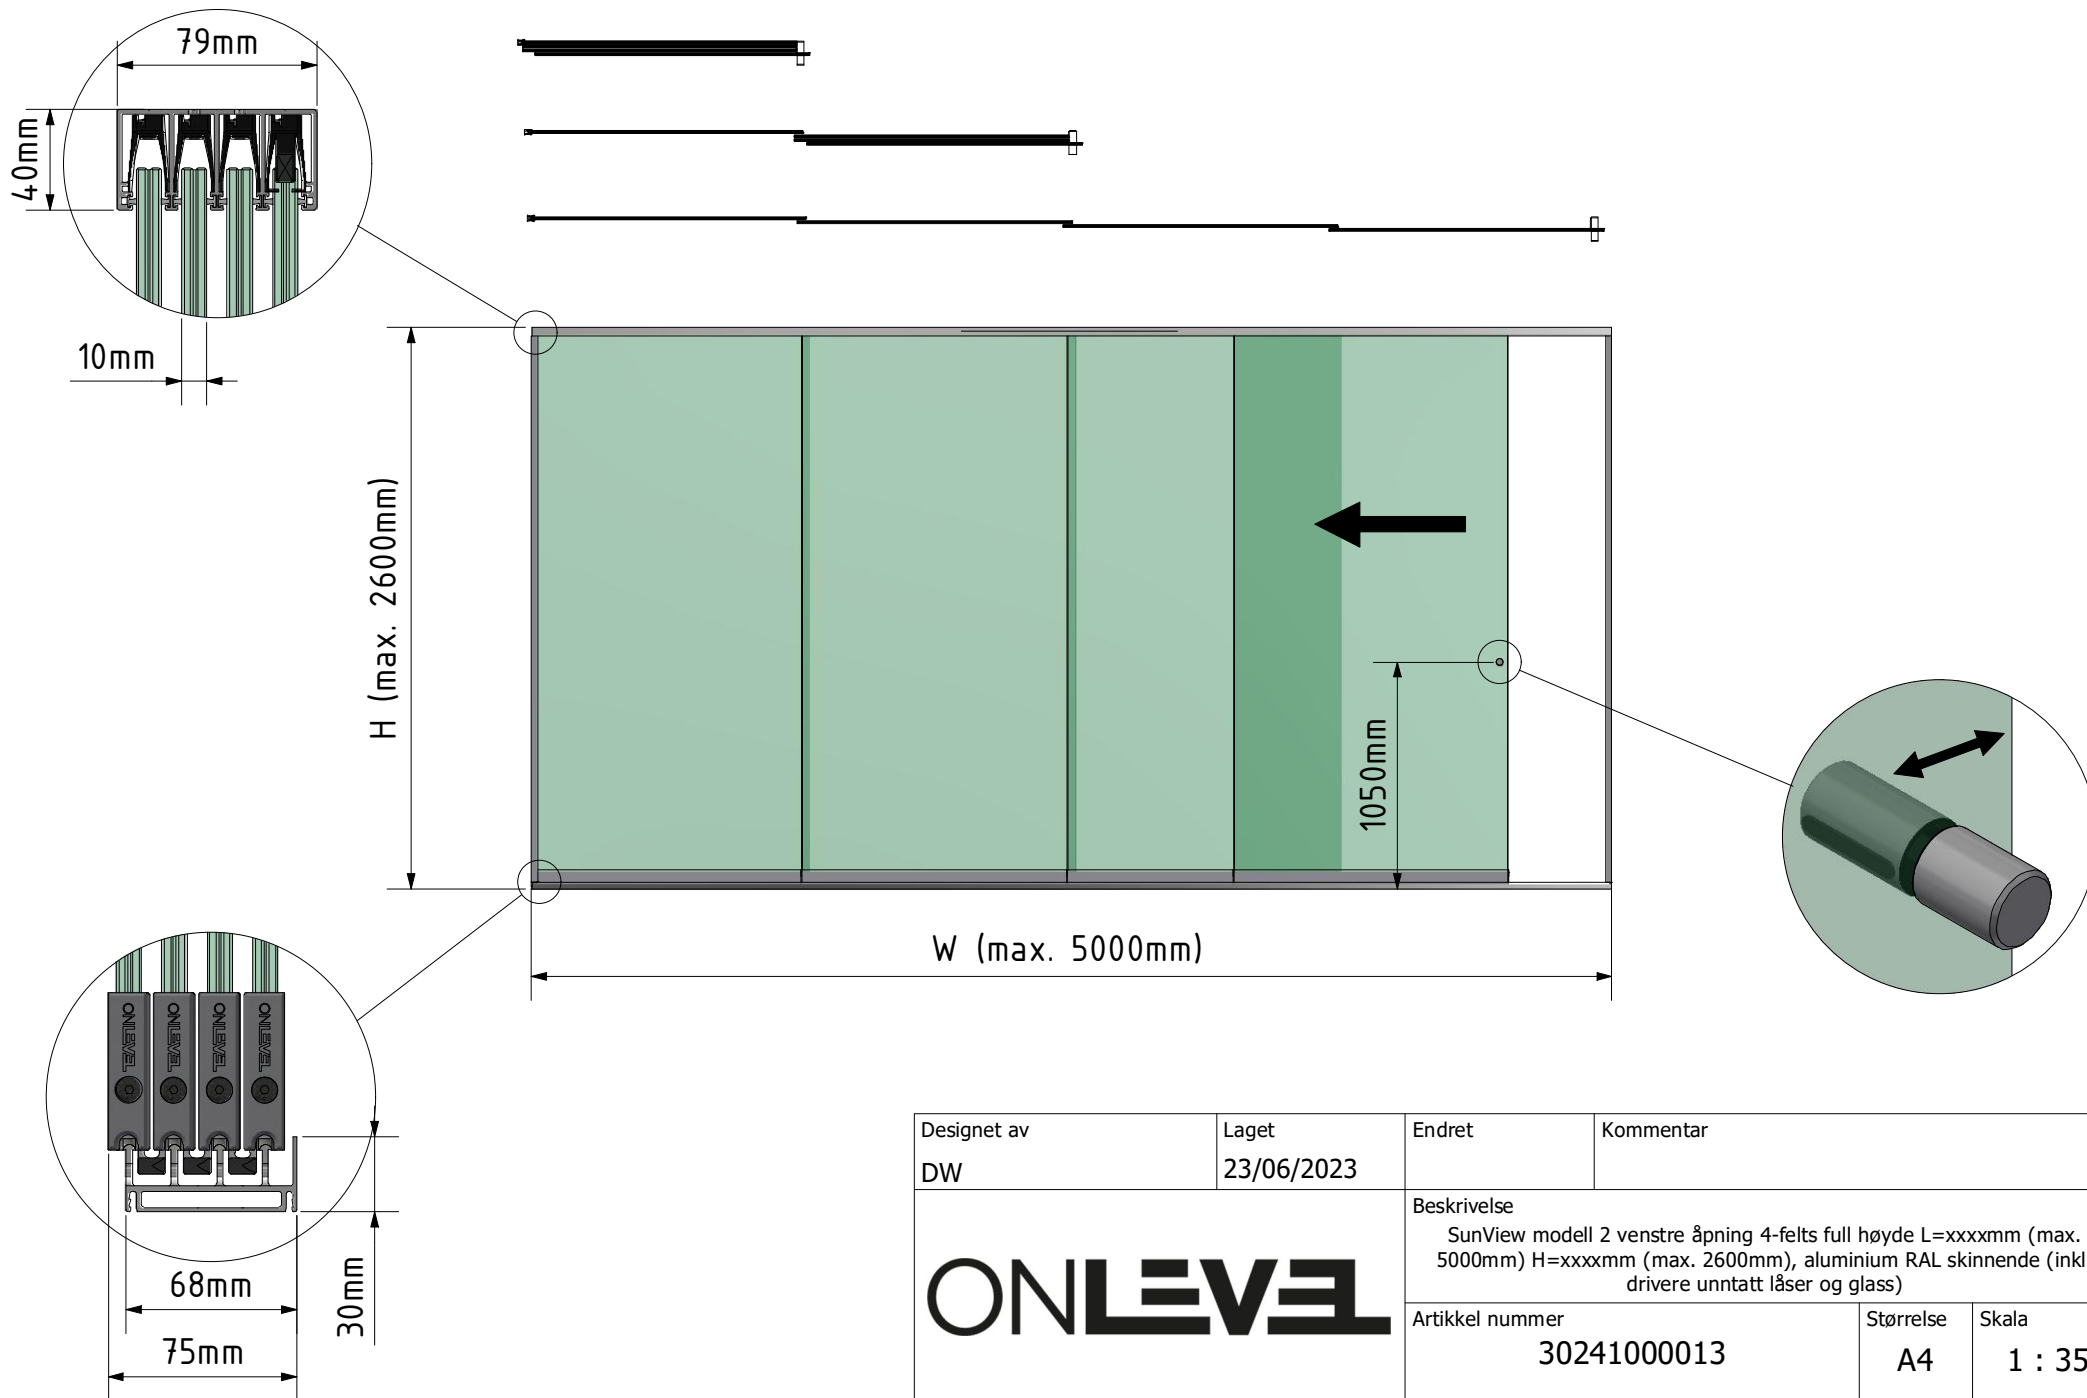 79mm
40mm
10mm
H (max. 2600mm)
1050mm
W (max. 5000mm)
ONLEVEL
ONLEVEL
ONLEVEL
ONLEVEL
68mm
75mm
30mm
Designet av
DW
Laget
23/06/2023
Endret
Kommentar
ONLEVEL
Beskrivelse
SunView modell 2 venstre åpning 4-felts full høyde L=xxxxmm (max.
5000mm) H=xxxxmm (max. 2600mm), aluminium RAL skinnende (inkl
drivere unntatt låser og glass)
Artikkel nummer
30241000013
Størrelse
A4
Skala
1 : 35